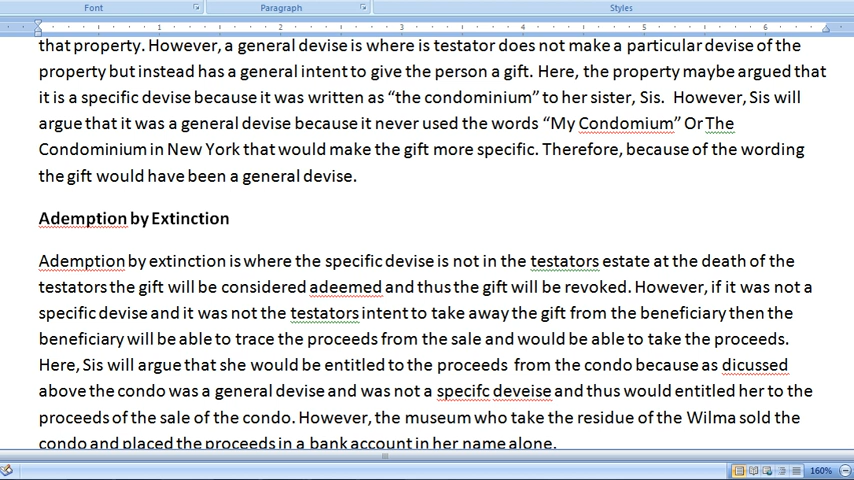 Font Paragraph Styles
1 2 3 4 5 6
that property. However, a general devise is where is testator does not make a particular devise of the
property but instead has a general intent to give the person a gift. Here, the property maybe argued that
it is a specific devise because it was written as “the condominium” to her sister, Sis. However, Sis will
argue that it was a general devise because it never used the words “My Condomium” Or The
Condominium in New York that would make the gift more specific. Therefore, because of the wording
the gift would have been a general devise.
Ademption by Extinction
Ademption by extinction is where the specific devise is not in the testators estate at the death of the
testators the gift will be considered adeemed and thus the gift will be revoked. However, if it was not a
specific devise and it was not the testators intent to take away the gift from the beneficiary then the
beneficiary will be able to trace the proceeds from the sale and would be able to take the proceeds.
Here, Sis will argue that she would be entitled to the proceeds from the condo because as dicussed
above the condo was a general devise and was not a specifc deveise and thus would entitled her to the
proceeds of the sale of the condo. However, the museum who take the residue of the Wilma sold the
condo and placed the proceeds in a bank account in her name alone.
160%